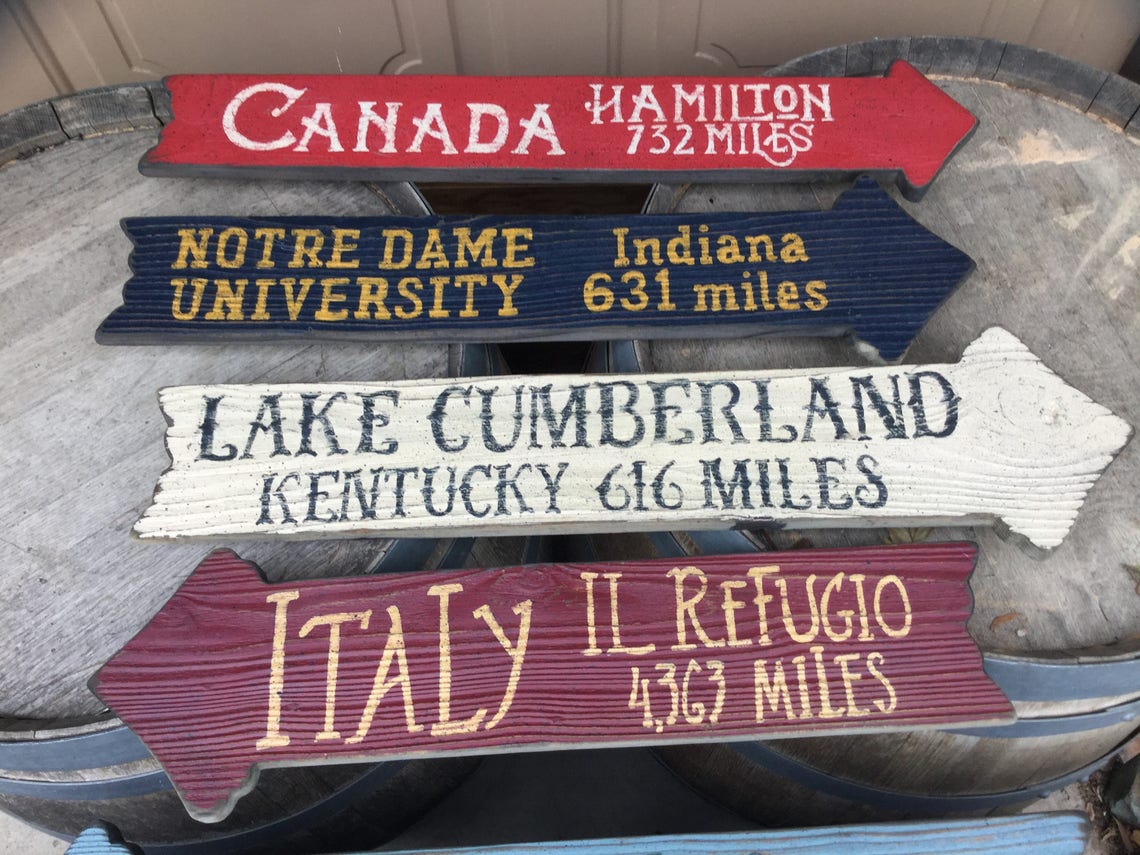 CANADA HAMILTON
732 MILES
NOTRE DAME Indiana
UNIVERSITY 631 miles
LAKE CUMBERLAND
KENTUCKY 616 MILES
ITALY IL REFUGIO
4,363 MILES